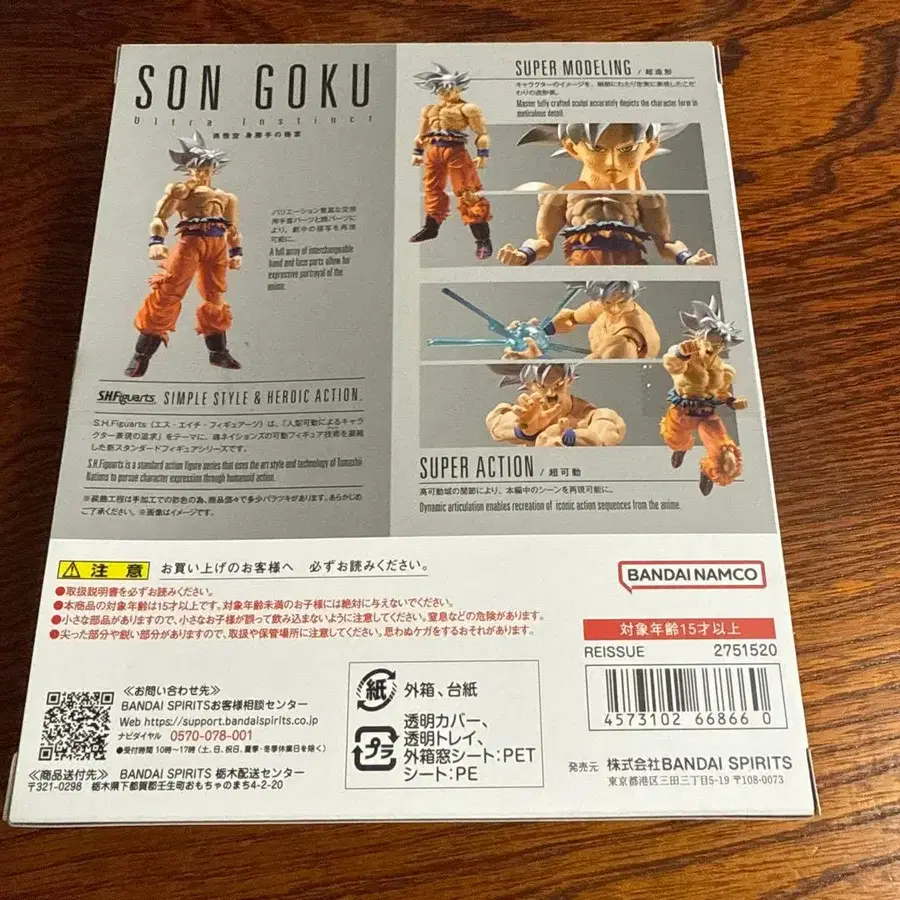 SON GOKU
Ultra Instinct
孫悟空 身勝手の極意
バリエーション豊富な交換
用手首パーツと顔パーツによ
り、劇中の描写を再現
可能に。
A full array of interchangeable
hand and face parts allow for
expressive portrayal of the
anime.
S.H.Figuarts SIMPLE STYLE & HEROIC ACTION.
S.H.Figuarts（エス・エイチ・フィギュアーツ）は、「人型可動によるキャラ
クター表現の追求」をテーマに、魂ネイションズの可動フィギュア技術を凝縮
した新スタンダードフィギュアシリーズです。
S.H.Figuarts is a standard action figure series that uses the art style and technology of Tamashii
Nations to pursue character expression through humanoid action.
※装飾工程は手加工での彩色の為、商品個々で多少バラツキがあります。あらかじめ
ご了承ください。※画像はイメージです。
SUPER MODELING / 超造形
キャラクターのイメージを、細部にわたり忠実に表現したこだ
わりの造形美。
Masterfully crafted sculpt accurately depicts the character form in
meticulous detail.
SUPER ACTION / 超可動
高可動域の関節により、本編中のシーンを再現可能に。
Dynamic articulation enables recreation of iconic action sequences from the anime.
注意 お買い上げのお客様へ 必ずお読みください。
●取扱説明書を必ずお読みください。
●本商品の対象年齢は15才以上です。対象年齢未満のお子様には絶対に与えないでください。
●小さな部品がありますので、小さなお子様が誤って飲み込まないように注意してください。窒息などの危険があります。
●尖った部分や鋭い部分がありますので、取扱や保管場所に注意してください。思わぬケガをするおそれがあります。
BANDAI NAMCO
対象年齢15才以上
REISSUE 2751520
4573102 66866 0
発売元 株式会社BANDAI SPIRITS
東京都港区三田三丁目5-19 〒108-0073
≪お問い合わせ先≫
BANDAI SPIRITSお客様相談センター
Web https://support.bandaispirits.co.jp
ナビダイヤル 0570-078-001
●受付時間 10時〜17時（土、日、祝日、夏季・冬季休業日を除く）
≪商品送付先≫ BANDAI SPIRITS 栃木配送センター
〒321-0298 栃木県下都賀郡壬生町おもちゃのまち4-2-20
紙 外箱、台紙
プラ 透明カバー、
透明トレイ、
外箱窓シート:PET
シート:PE